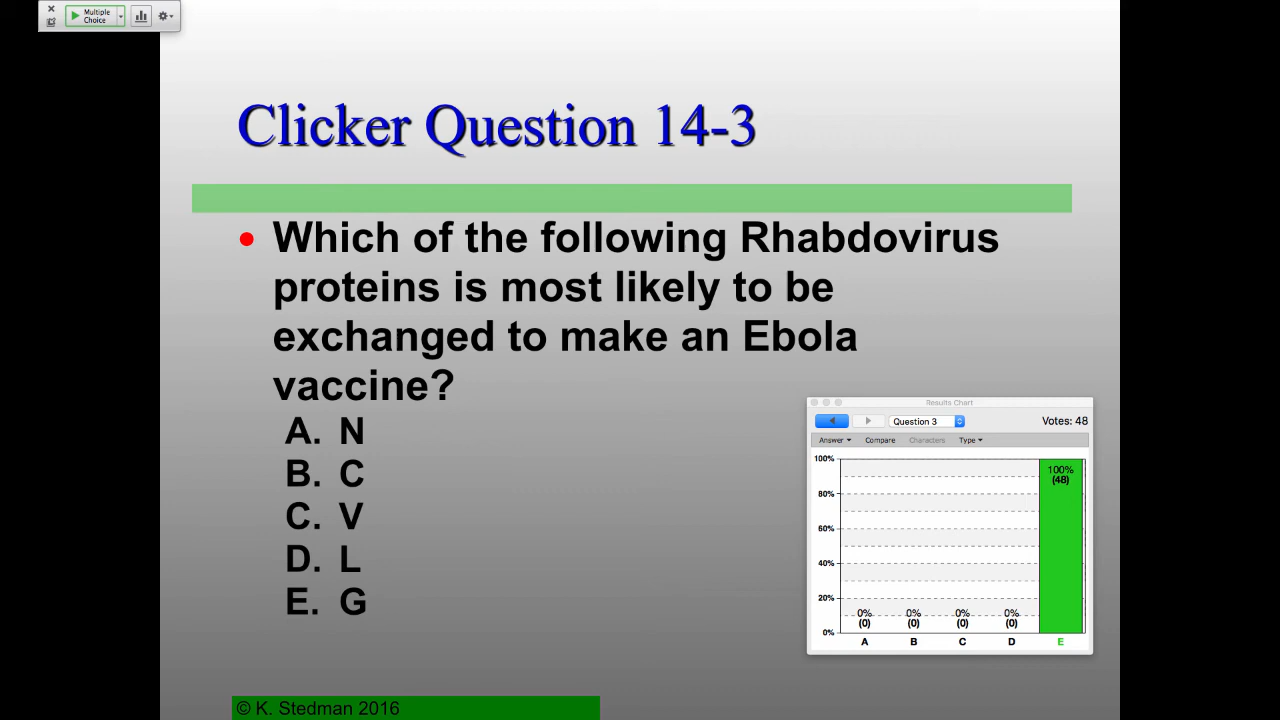 Multiple
Choice
Clicker Question 14-3
Which of the following Rhabdovirus
proteins is most likely to be
exchanged to make an Ebola
vaccine?
A. N
B. C
C. V
D. L
E. G
Results Chart
Question 3
Votes: 48
Answer
Compare
Characters
Type
100%
80%
60%
40%
20%
0%
0%
(0)
0%
(0)
0%
(0)
0%
(0)
100%
(48)
A
B
C
D
E
© K. Stedman 2016